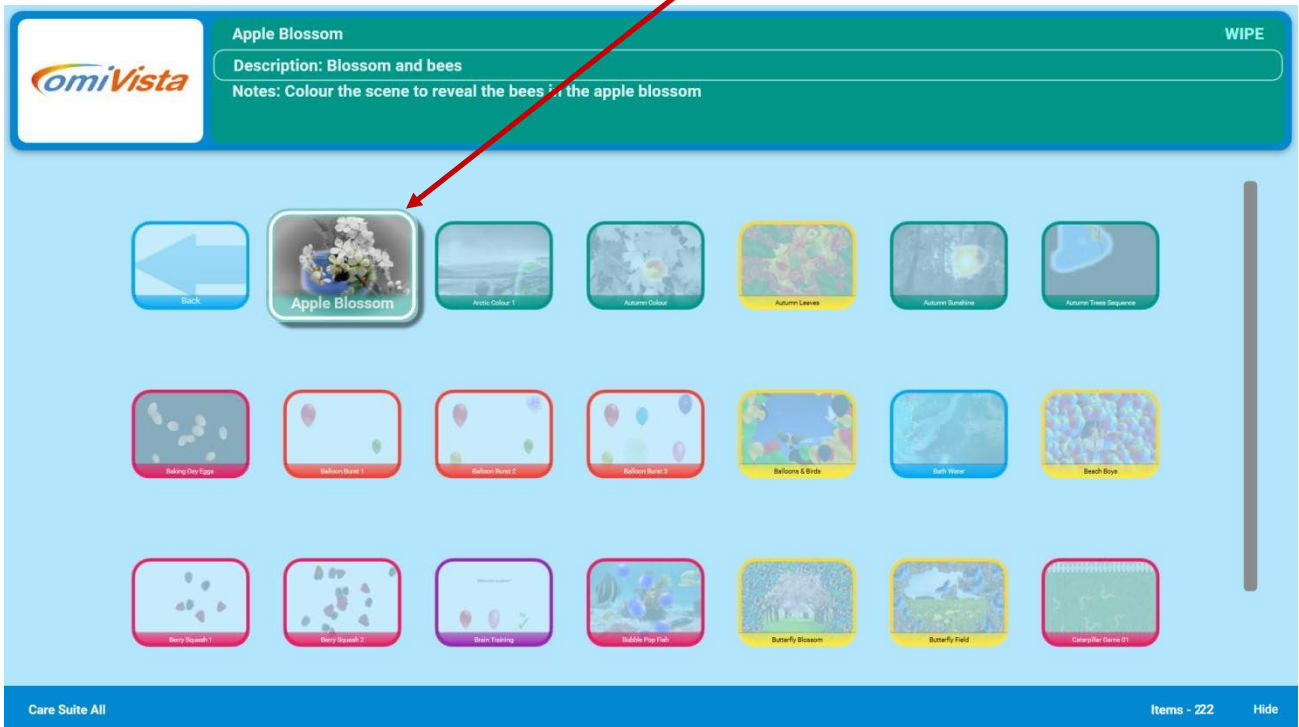 Apple Blossom WIPE
omiVista
Description: Blossom and bees
Notes: Colour the scene to reveal the bees in the apple blossom
Back
Apple Blossom
Arctic Colour 1
Autumn Colour
Autumn Leaves
Autumn Sunshine
Autumn Trees Sequence
Baking Day Eggs
Balloon Burst 1
Balloon Burst 2
Balloon Burst 3
Balloons & Birds
Bath Water
Beach Boys
Berry Squash 1
Berry Squash 2
Brain Training
Bubble Pop Fish
Butterfly Blossom
Butterfly Field
Caterpillar Game 01
Care Suite All Items - 222 Hide